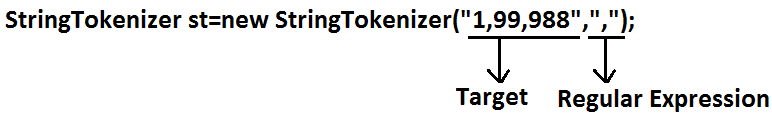 StringTokenizer st=new StringTokenizer("1,99,988",",");
Target Regular Expression